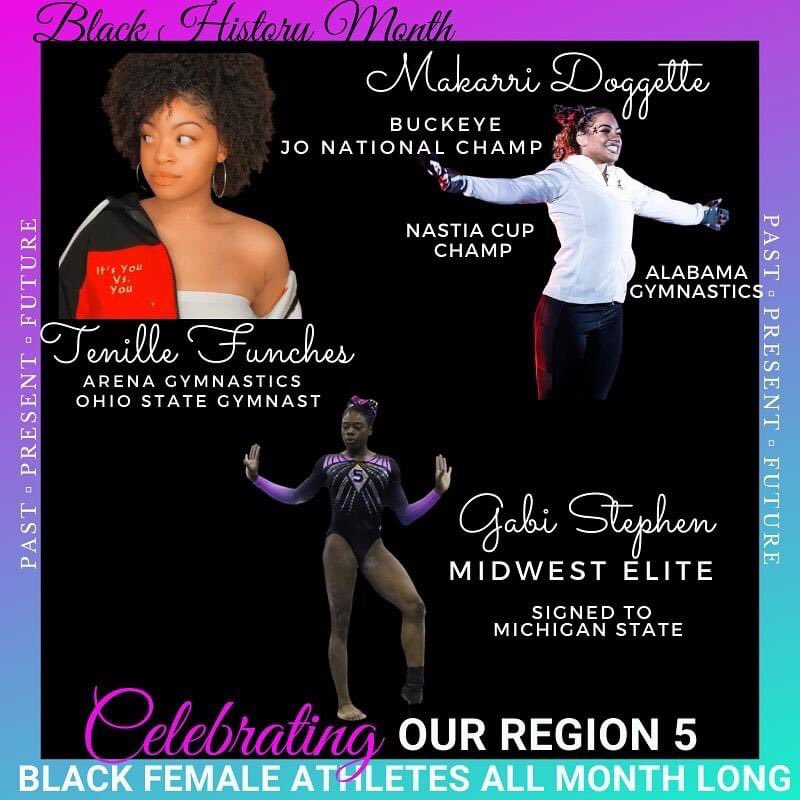 Black History Month
Makarri Doggette
BUCKEYE
JO NATIONAL CHAMP
NASTIA CUP
CHAMP
ALABAMA
GYMNASTICS
It's You
Vs.
You
Tenille Funches
ARENA GYMNASTICS
OHIO STATE GYMNAST
5
Gabi Stephen
MIDWEST ELITE
SIGNED TO
MICHIGAN STATE
PAST ▫ PRESENT ▫ FUTURE
PAST ▫ PRESENT ▫ FUTURE
Celebrating OUR REGION 5
BLACK FEMALE ATHLETES ALL MONTH LONG